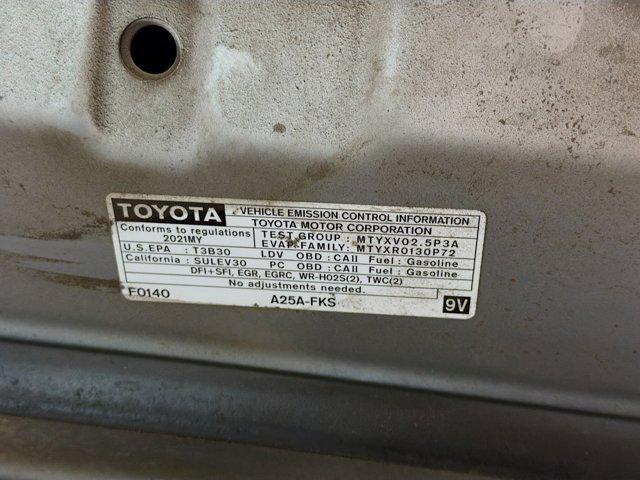 TOYOTA VEHICLE EMISSION CONTROL INFORMATION
Conforms to regulations TOYOTA MOTOR CORPORATION
2021MY TEST GROUP : MTYXV02.5P3A
EVAP. FAMILY: MTYXR0130P72
U.S.EPA : T3B30 LDV OBD : CAII Fuel : Gasoline
California : SULEV30 PC OBD : CAII Fuel : Gasoline
DFI+SFI, EGR, EGRC, WR-HO2S(2), TWC(2)
No adjustments needed.
F0140 A25A-FKS 9V